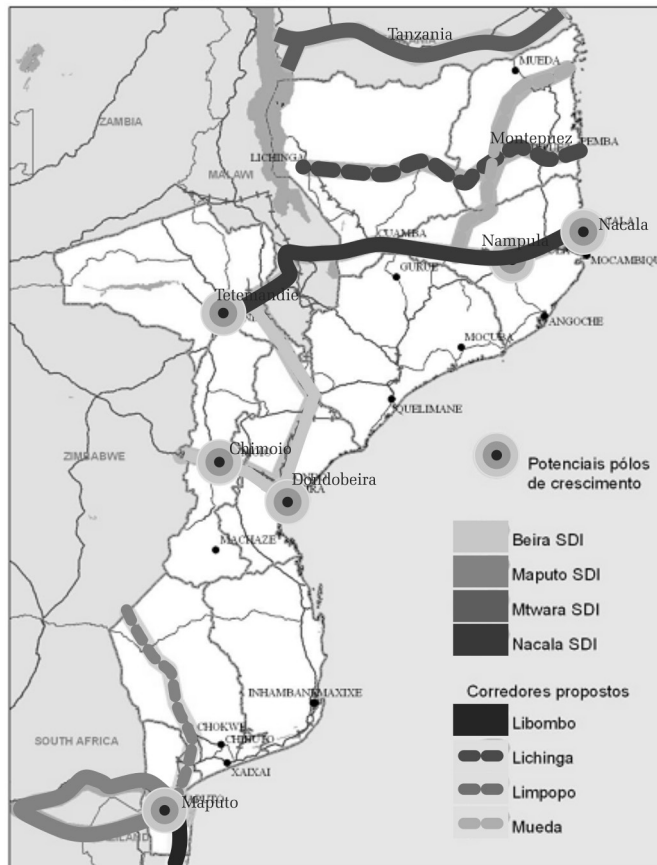 Tanzania
MUEDA
ZAMBIA
Montepuez
PEMBA
LICHINGA
MALAWI
Nacala
CUAMBA
Nampula
MOCAMBIQUE
GURUE
Tetemandie
ANGOCHE
MOCUBA
QUELIMANE
ZIMBABWE
Chimoio
Dondobeira
MACHAZE
Potenciais pólos
de crescimento
Beira SDI
Maputo SDI
Mtwara SDI
Nacala SDI
Corredores propostos
Libombo
Lichinga
Limpopo
Mueda
INHAMBANE MAXIXE
CHOKWE
CHIBUTO
SOUTH AFRICA
XAIXAI
Maputo